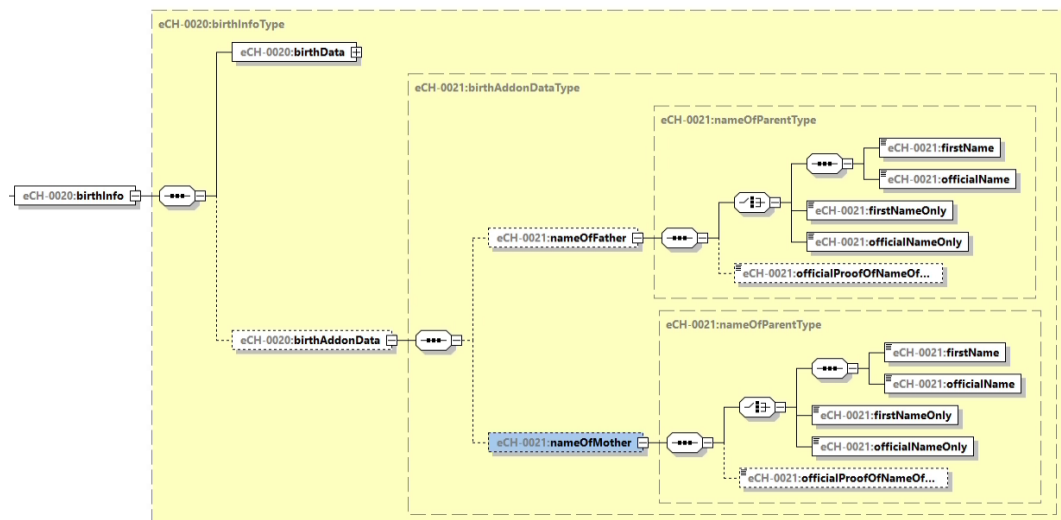 eCH-0020:birthInfoType
eCH-0020:birthData
eCH-0021:birthAddonDataType
eCH-0021:nameOfParentType
eCH-0021:firstName
eCH-0021:officialName
eCH-0020:birthInfo
eCH-0021:firstNameOnly
eCH-0021:nameOfFather
eCH-0021:officialNameOnly
eCH-0021:officialProofOfNameOf...
eCH-0021:nameOfParentType
eCH-0020:birthAddonData
eCH-0021:firstName
eCH-0021:officialName
eCH-0021:firstNameOnly
eCH-0021:nameOfMother
eCH-0021:officialNameOnly
eCH-0021:officialProofOfNameOf...